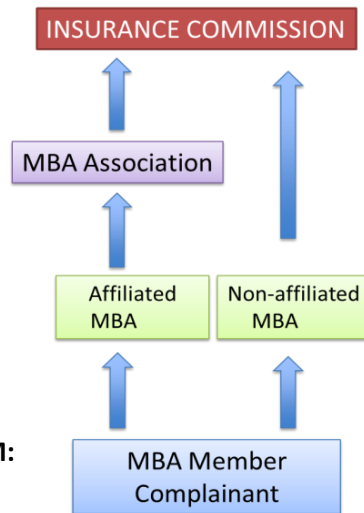 INSURANCE COMMISSION
MBA Association
Affiliated
MBA
Non-affiliated
MBA
MBA Member
Complainant